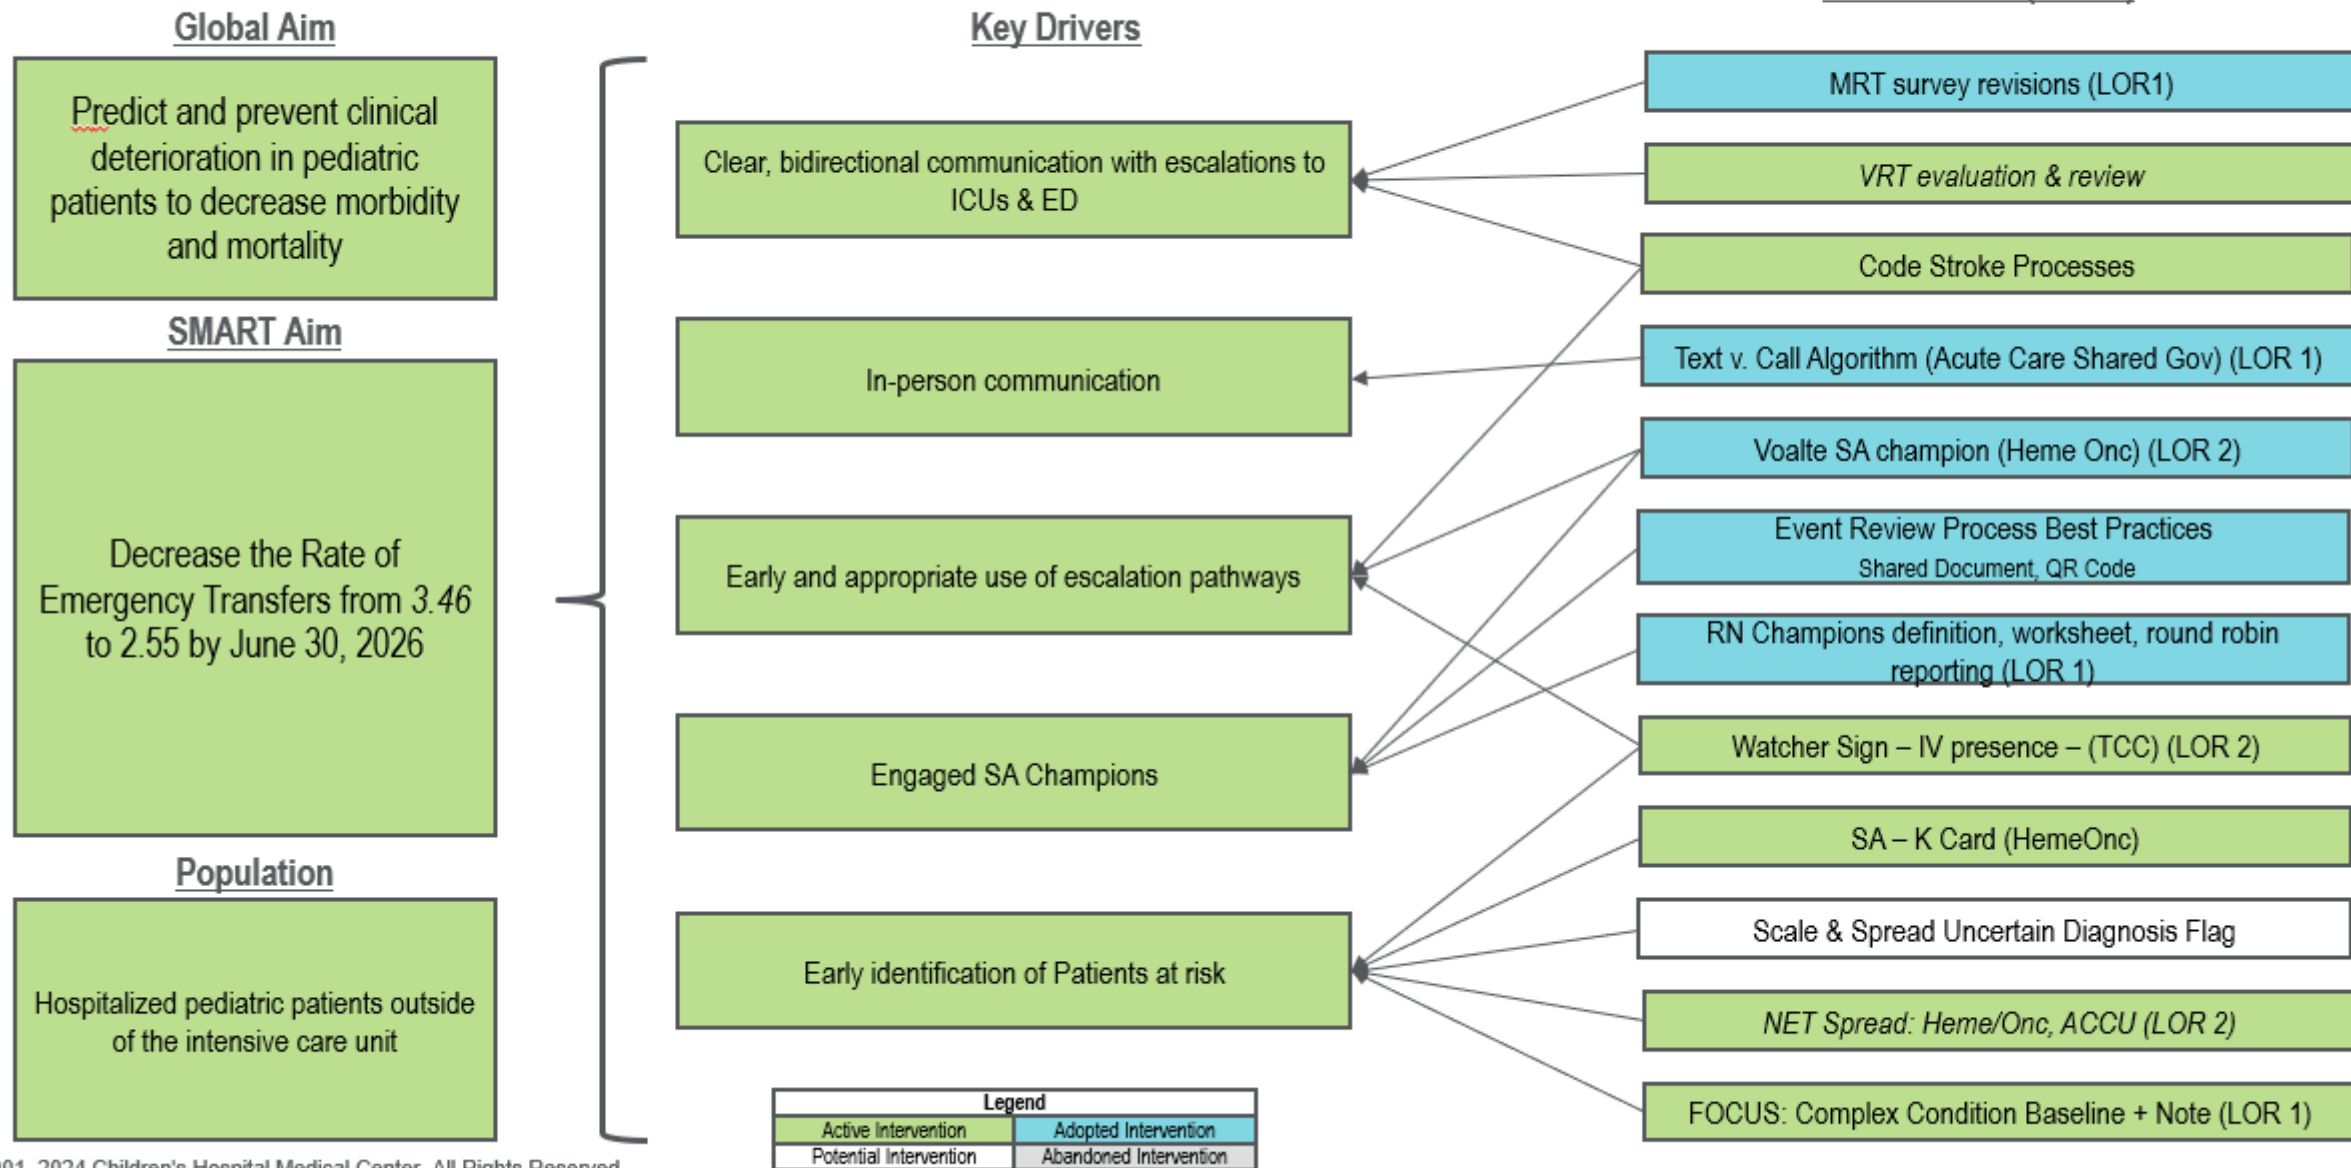 Global Aim
Predict and prevent clinical
deterioration in pediatric
patients to decrease morbidity
and mortality
SMART Aim
Decrease the Rate of
Emergency Transfers from 3.46
to 2.55 by June 30, 2026
Population
Hospitalized pediatric patients outside
of the intensive care unit
Key Drivers
Clear, bidirectional communication with escalations to
ICUs & ED
In-person communication
Early and appropriate use of escalation pathways
Engaged SA Champions
Early identification of Patients at risk
MRT survey revisions (LOR1)
VRT evaluation & review
Code Stroke Processes
Text v. Call Algorithm (Acute Care Shared Gov) (LOR 1)
Voalte SA champion (Heme Onc) (LOR 2)
Event Review Process Best Practices
Shared Document, QR Code
RN Champions definition, worksheet, round robin
reporting (LOR 1)
Watcher Sign – IV presence – (TCC) (LOR 2)
SA – K Card (HemeOnc)
Scale & Spread Uncertain Diagnosis Flag
NET Spread: Heme/Onc, ACCU (LOR 2)
FOCUS: Complex Condition Baseline + Note (LOR 1)
Legend
Active Intervention
Adopted Intervention
Potential Intervention
Abandoned Intervention
2024 Children's Hospital Medical Center. All Rights Reserved